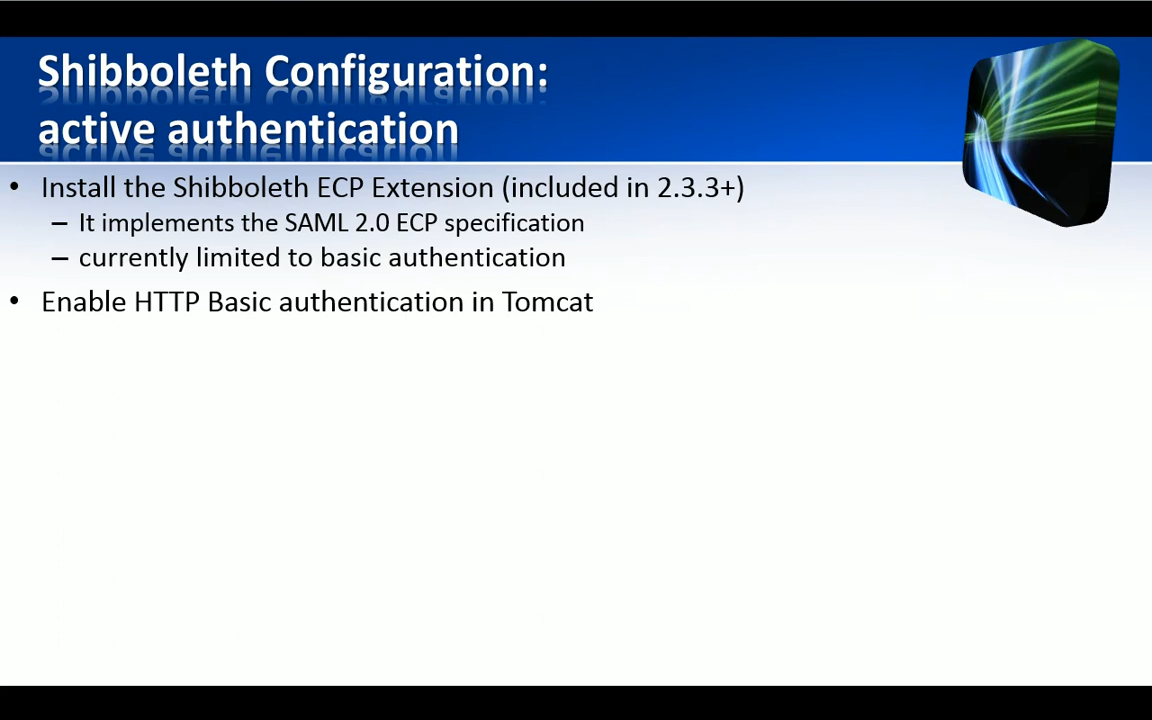 Shibboleth Configuration:
active authentication
• Install the Shibboleth ECP Extension (included in 2.3.3+)
– It implements the SAML 2.0 ECP specification
– currently limited to basic authentication
• Enable HTTP Basic authentication in Tomcat